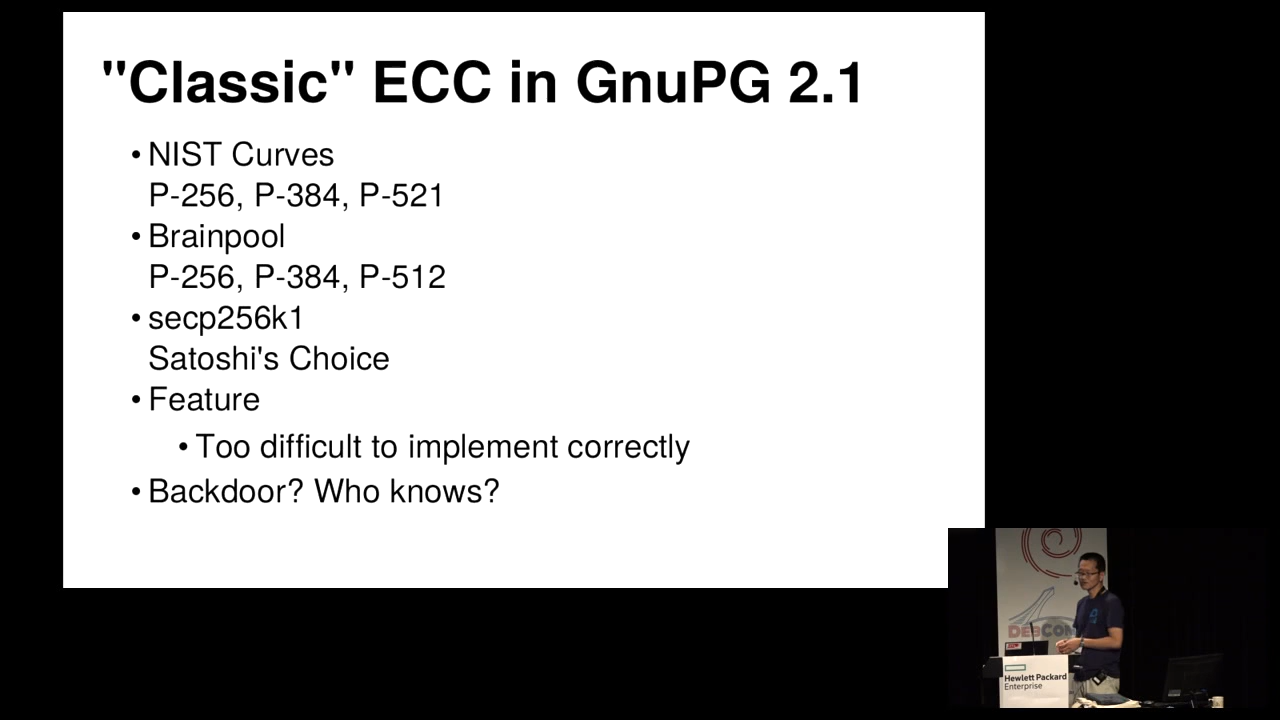 "Classic" ECC in GnuPG 2.1
• NIST Curves
P-256, P-384, P-521
• Brainpool
P-256, P-384, P-512
• secp256k1
Satoshi's Choice
• Feature
• Too difficult to implement correctly
• Backdoor? Who knows?
DEBCON
Hewlett Packard
Enterprise